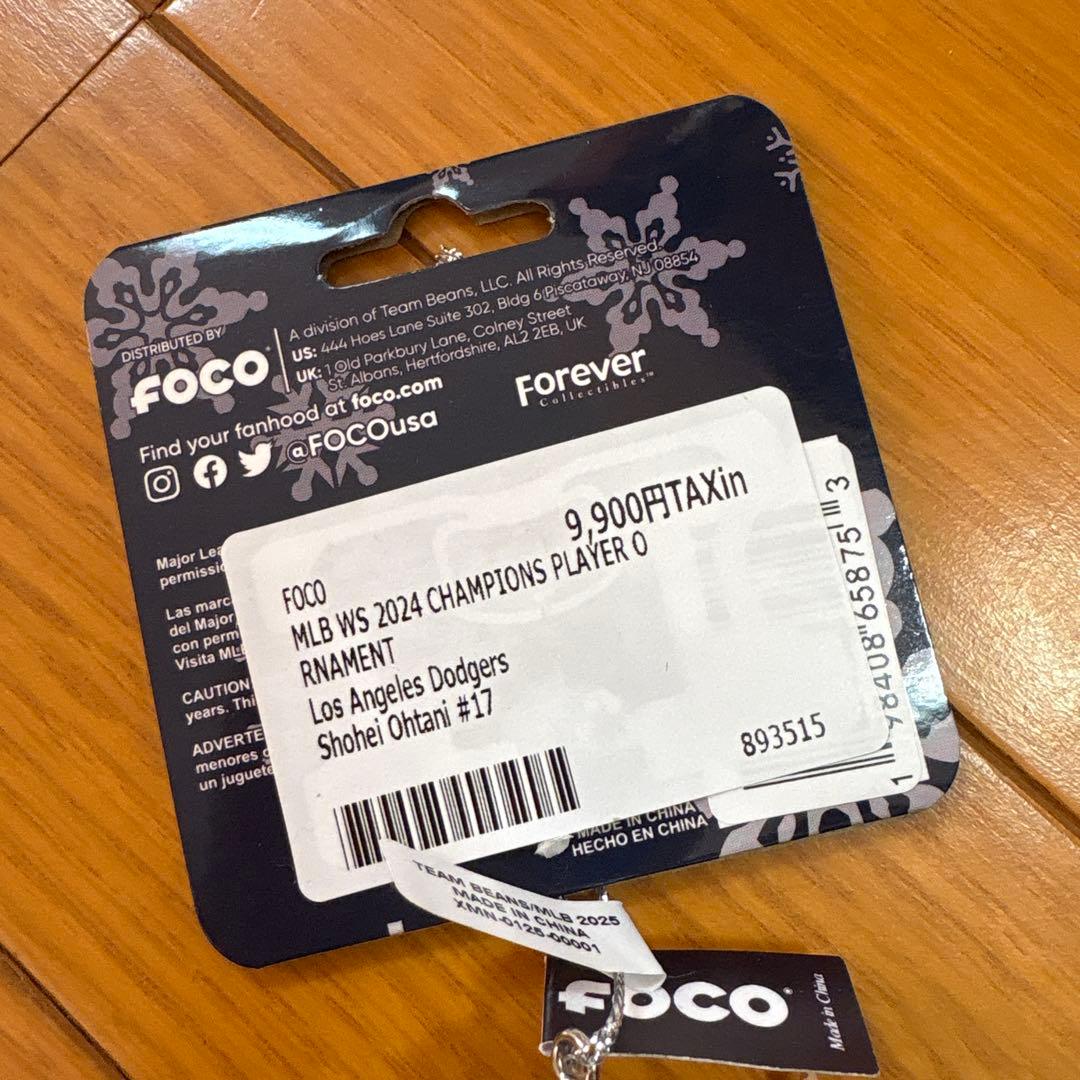 DISTRIBUTED BY
FOCO
A division of Team Beans, LLC. All Rights Reserved.
US: 444 Hoes Lane Suite 302, Bldg 6 Piscataway, NJ 08854
UK: 1 Old Parkbury Lane, Colney Street
St. Albans, Hertfordshire, AL2 2EB, UK
Find your fanhood at foco.com
@FOCOusa
Forever
Collectibles™
Major Lea
permissio
Las marc
del Major
con perm
Visita ML
CAUTION
years. Thi
ADVERTE
menores
un juguete
9,900円TAXin
FOCO
MLB WS 2024 CHAMPIONS PLAYER O
RNAMENT
Los Angeles Dodgers
Shohei Ohtani #17
893515
MADE IN CHINA
HECHO EN CHINA
TEAM BEANS/MLB 2025
MADE IN CHINA
XMN-0125-00001
foco
Made in China